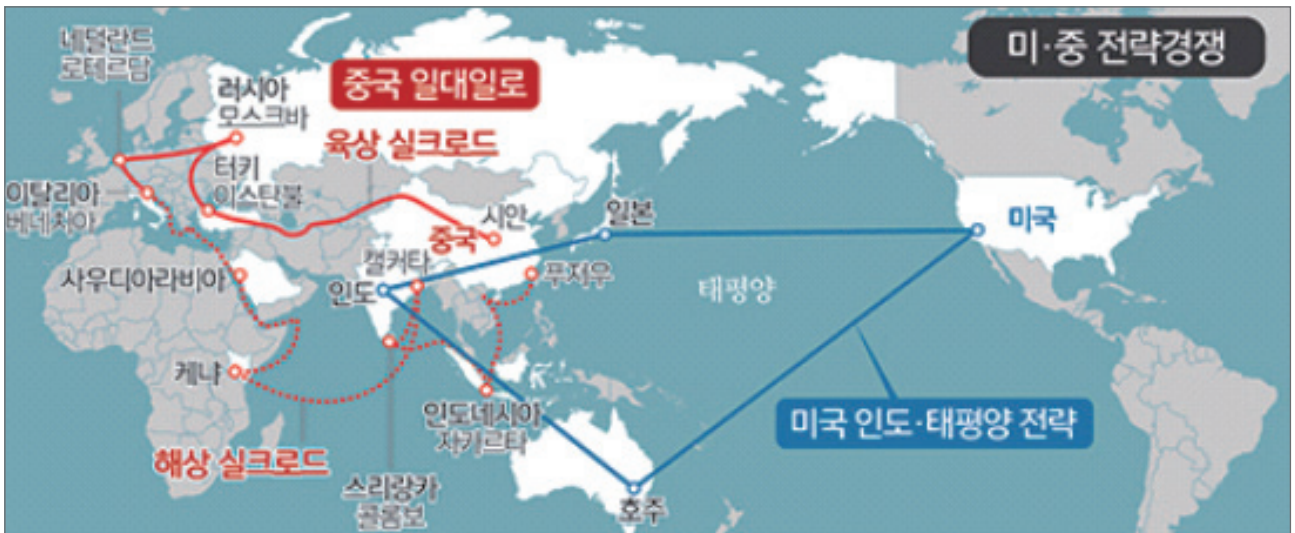 미·중 전략경쟁
네덜란드
로테르담
중국 일대일로
러시아
모스크바
육상 실크로드
터키
이스탄불
이탈리아
베네치아
시안
중국
일본
미국
캘커타
사우디아라비아
인도
푸저우
태평양
케냐
인도네시아
자카르타
미국 인도·태평양 전략
해상 실크로드
스리랑카
콜롬보
호주